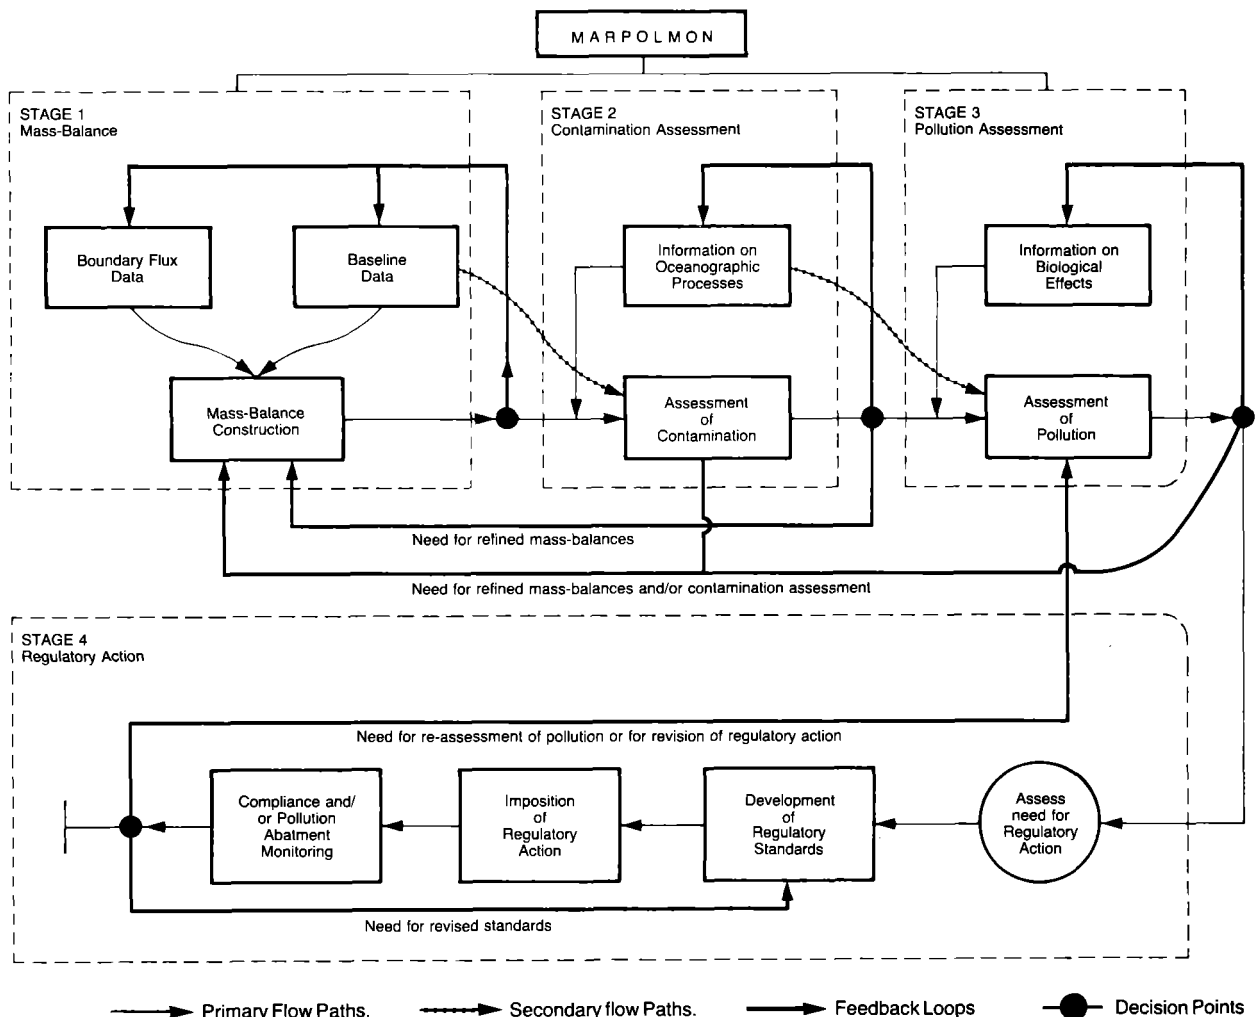 MARPOLMON
STAGE 1
Mass-Balance
STAGE 2
Contamination Assessment
STAGE 3
Pollution Assessment
Boundary Flux
Data
Baseline
Data
Information on
Oceanographic
Processes
Information on
Biological
Effects
Mass-Balance
Construction
Assessment
of
Contamination
Assessment
of
Pollution
Need for refined mass-balances
Need for refined mass-balances and/or contamination assessment
STAGE 4
Regulatory Action
Need for re-assessment of pollution or for revision of regulatory action
Compliance and/
or Pollution
Abatment
Monitoring
Imposition
of
Regulatory
Action
Development
of
Regulatory
Standards
Assess
need for
Regulatory
Action
Need for revised standards
Primary Flow Paths.
Secondary flow Paths.
Feedback Loops
Decision Points